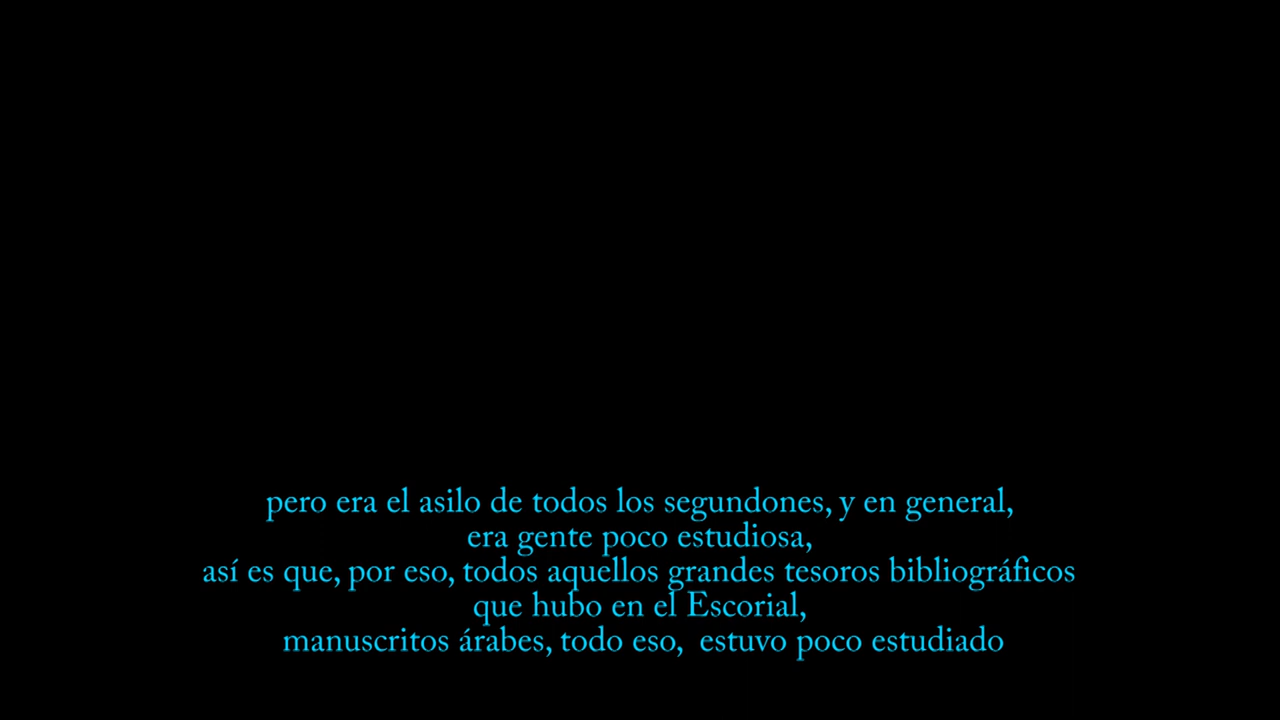 pero era el asilo de todos los segundones, y en general,
era gente poco estudiosa,
así es que, por eso, todos aquellos grandes tesoros bibliográficos
que hubo en el Escorial,
manuscritos árabes, todo eso,  estuvo poco estudiado